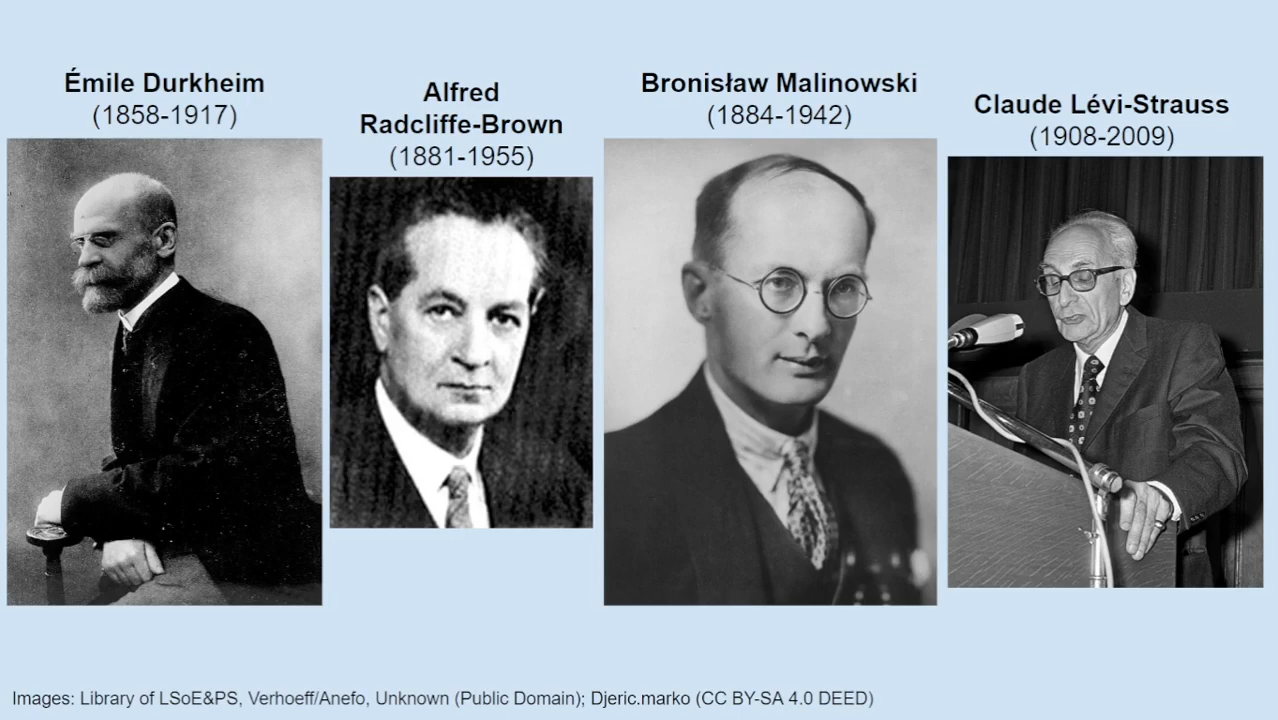 Émile Durkheim
(1858-1917)
Alfred
Radcliffe-Brown
(1881-1955)
Bronisław Malinowski
(1884-1942)
Claude Lévi-Strauss
(1908-2009)
Images: Library of LSoE&PS, Verhoeff/Anefo, Unknown (Public Domain); Djeric.marko (CC BY-SA 4.0 DEED)